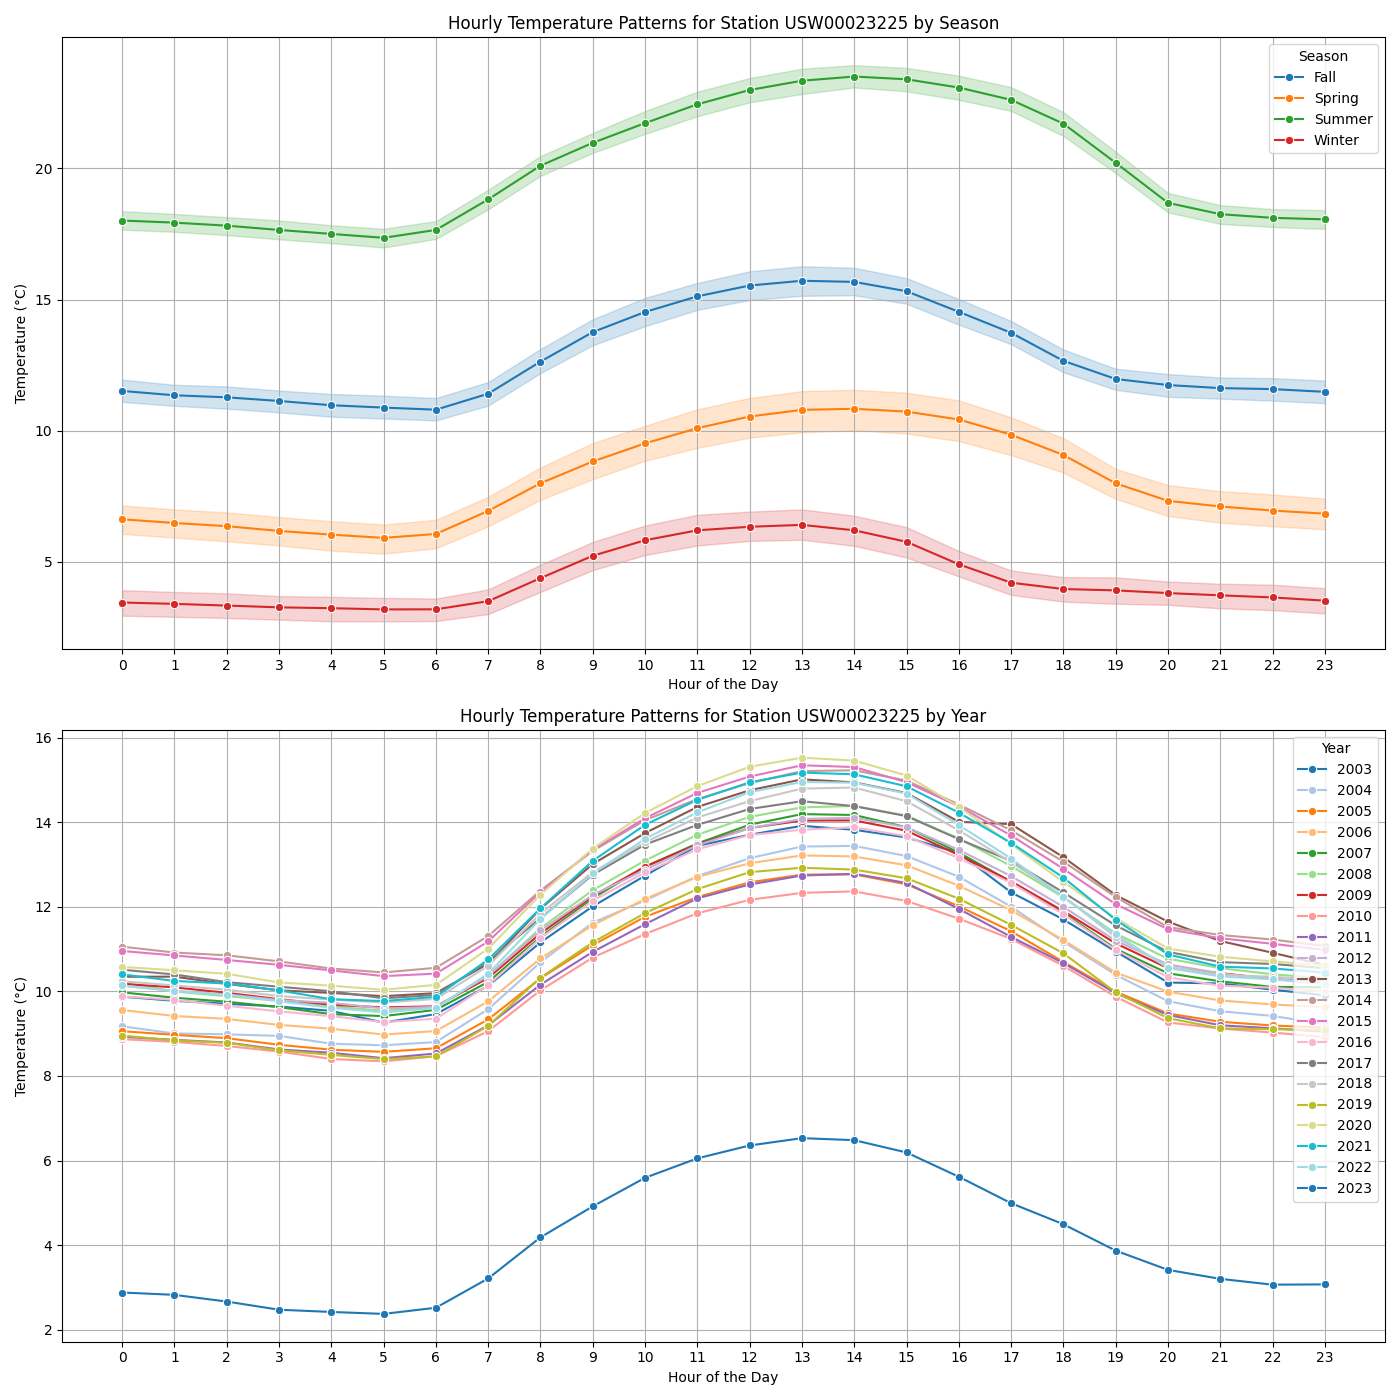 Hourly Temperature Patterns for Station USW00023225 by Season
Season
Fall
Spring
Summer
Winter
20
15
10
5
Temperature (°C)
0 1 2 3 4 5 6 7 8 9 10 11 12 13 14 15 16 17 18 19 20 21 22 23
Hour of the Day
Hourly Temperature Patterns for Station USW00023225 by Year
Year
2003
2004
2005
2006
2007
2008
2009
2010
2011
2012
2013
2014
2015
2016
2017
2018
2019
2020
2021
2022
2023
16
14
12
10
8
6
4
2
Temperature (°C)
0 1 2 3 4 5 6 7 8 9 10 11 12 13 14 15 16 17 18 19 20 21 22 23
Hour of the Day